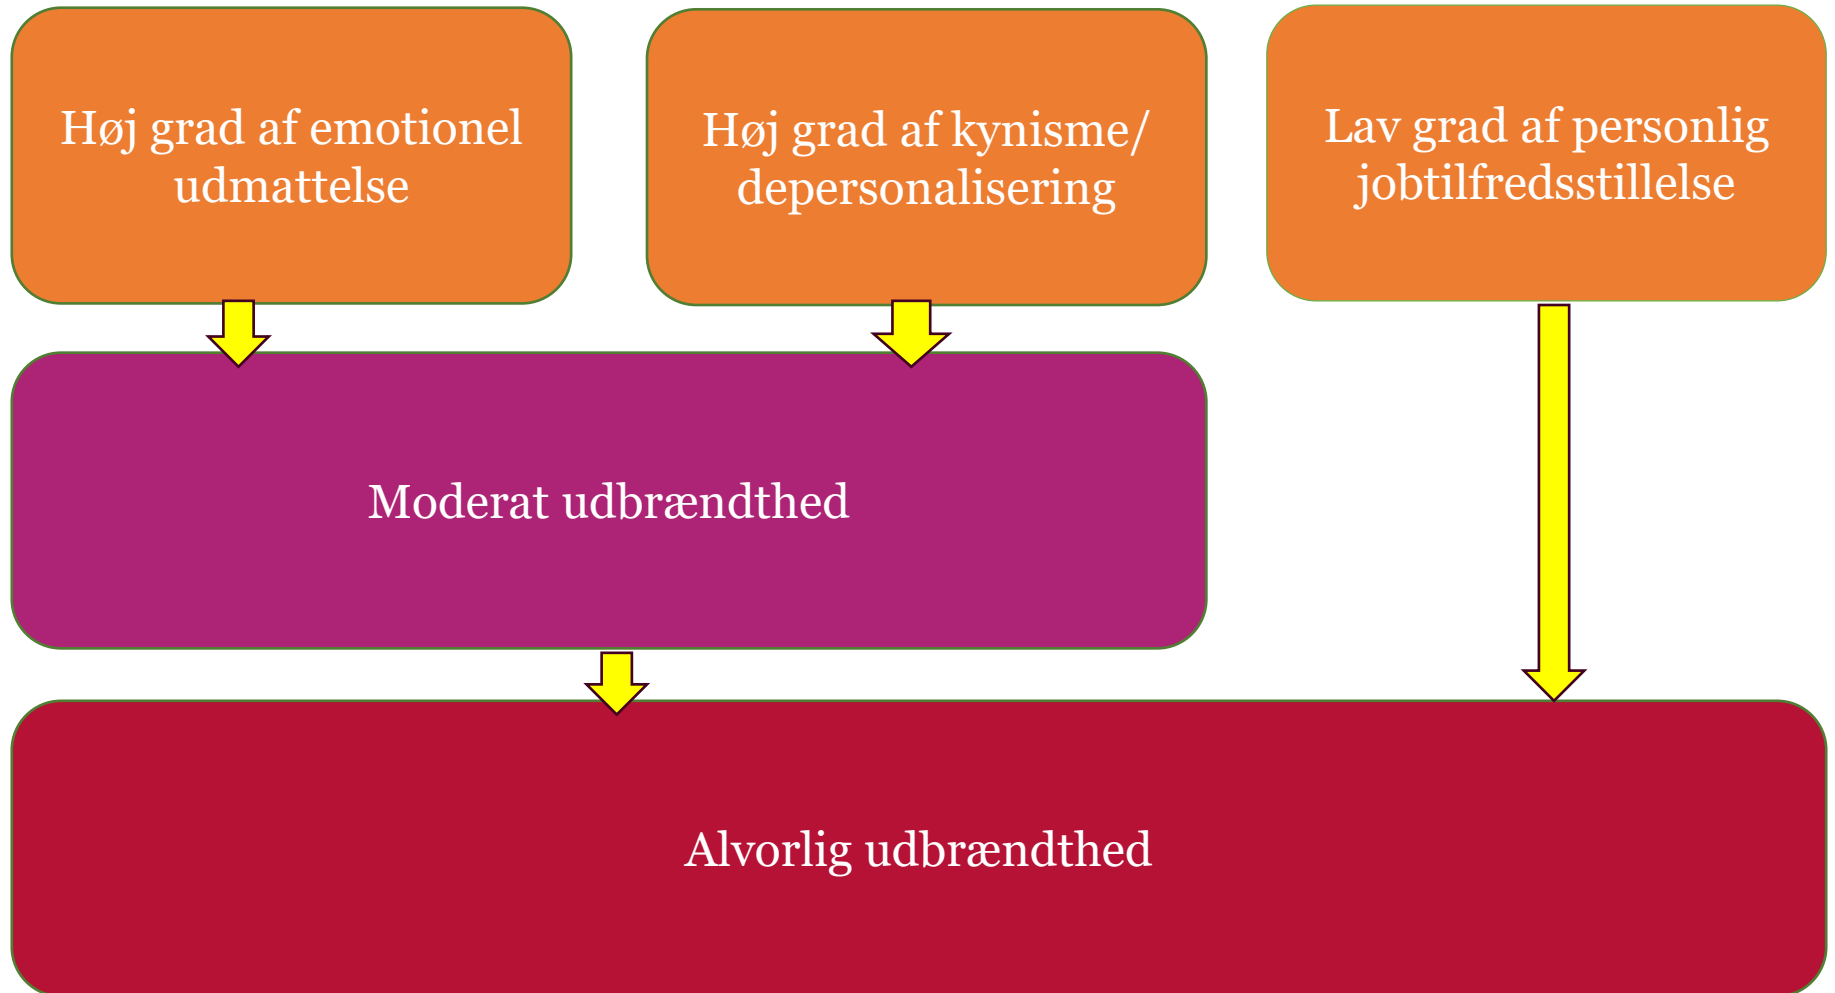 Høj grad af emotionel
udmattelse
Høj grad af kynisme/
depersonalisering
Lav grad af personlig
jobtilfredsstillelse
Moderat udbrændthed
Alvorlig udbrændthed